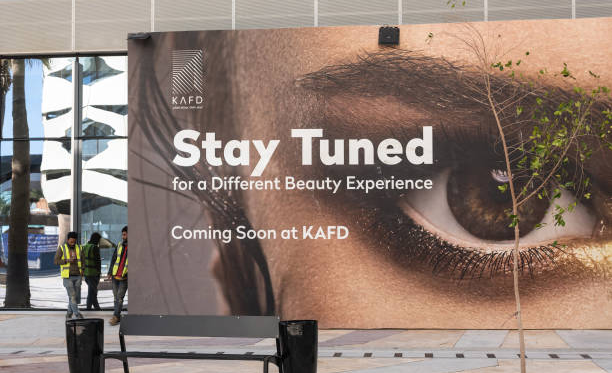 KAFD
Stay Tuned
for a Different Beauty Experience
Coming Soon at KAFD